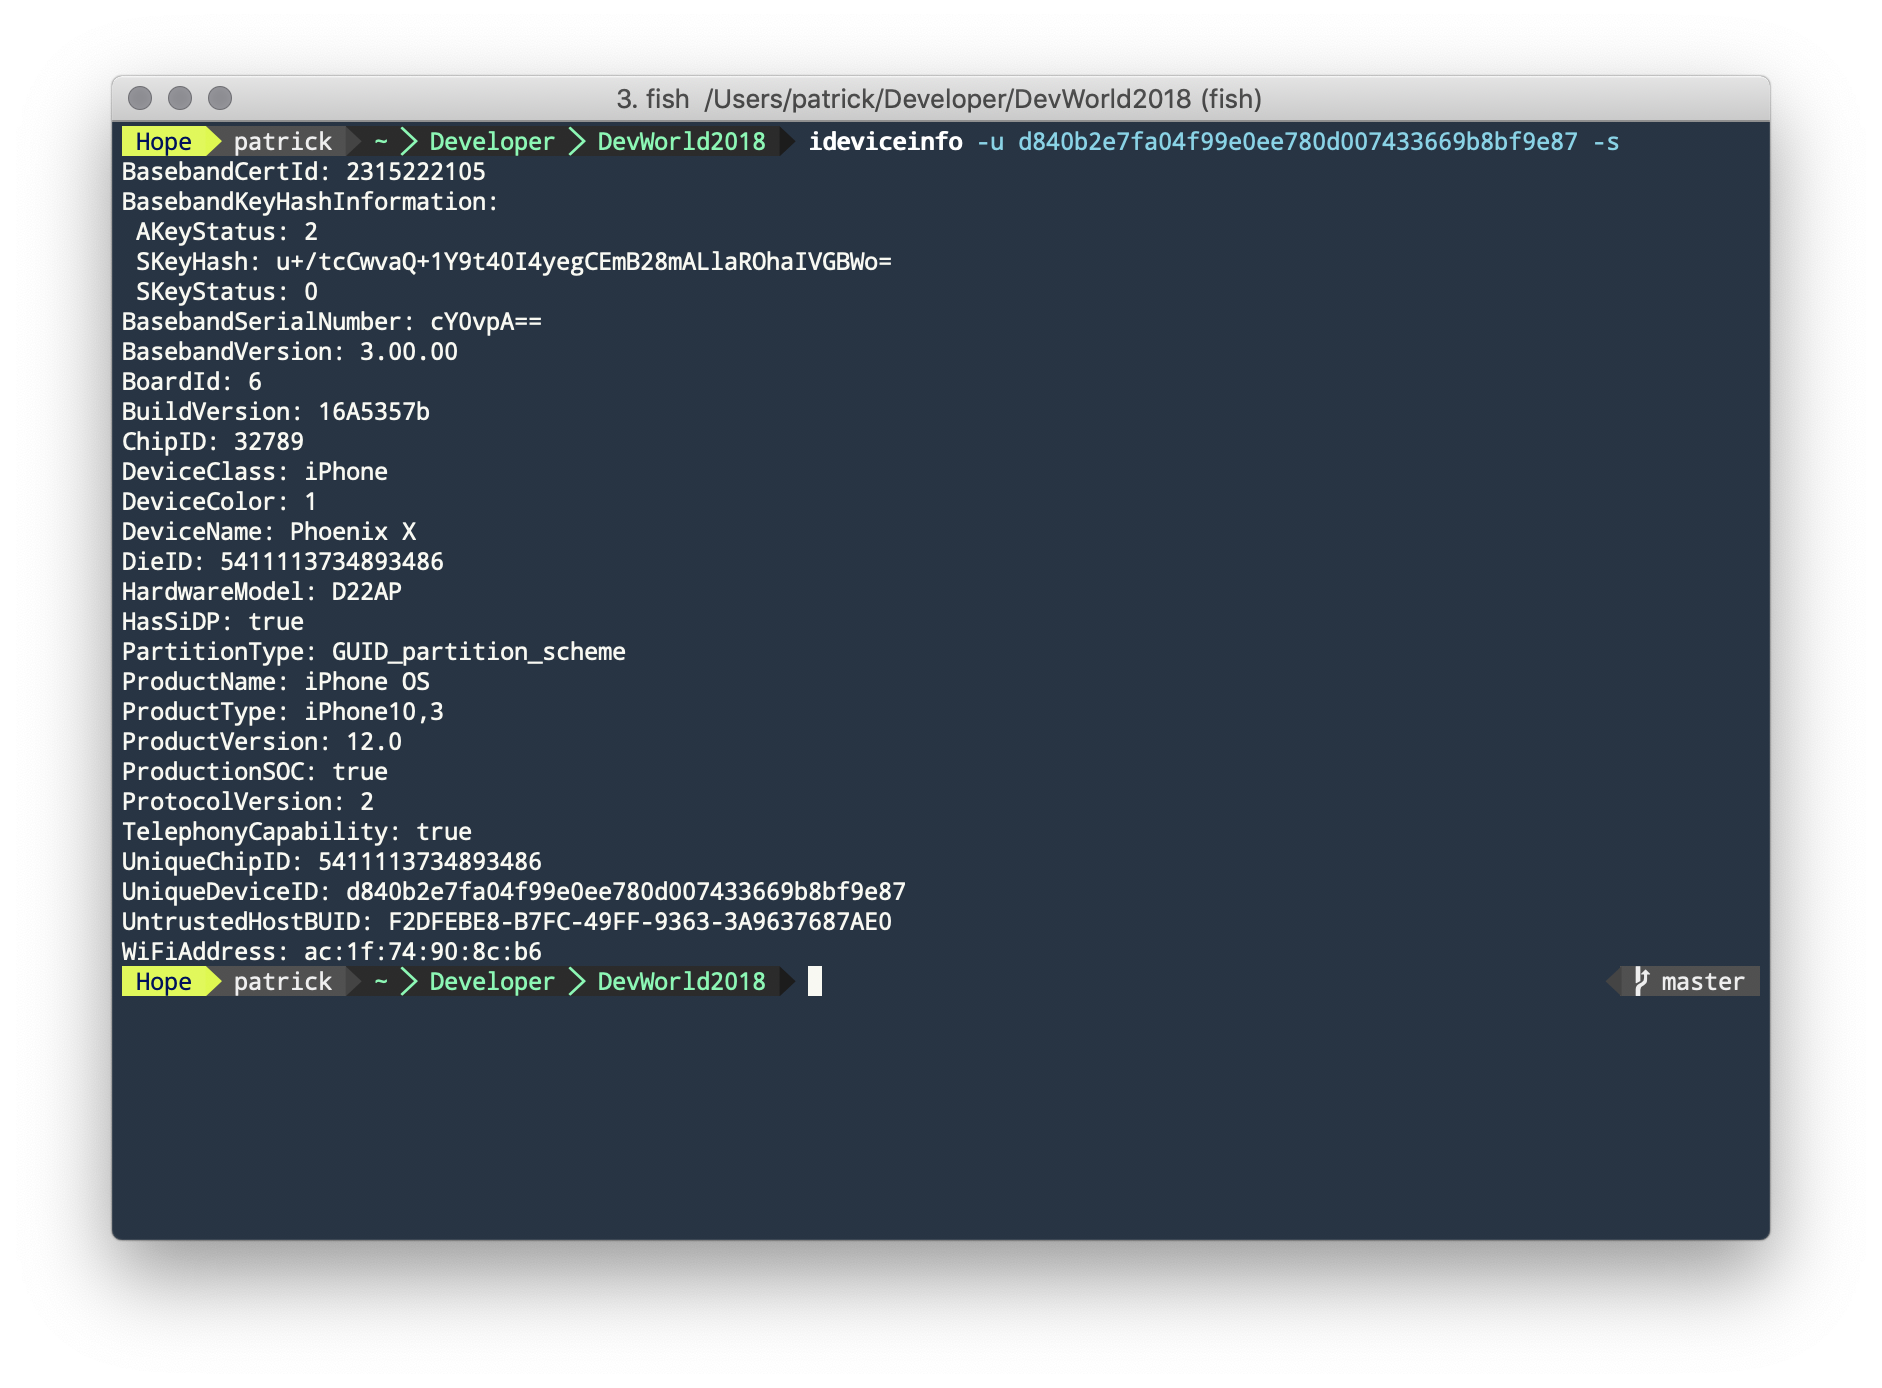 3. fish  /Users/patrick/Developer/DevWorld2018 (fish)
Hope patrick ~ Developer DevWorld2018 ideviceinfo -u d840b2e7fa04f99e0ee780d007433669b8bf9e87 -s
BasebandCertId: 2315222105
BasebandKeyHashInformation:
 AKeyStatus: 2
 SKeyHash: u+/tcCwvaQ+1Y9t40I4yegCEmB28mALlaROhaIVGBWo=
 SKeyStatus: 0
BasebandSerialNumber: cY0vpA==
BasebandVersion: 3.00.00
BoardId: 6
BuildVersion: 16A5357b
ChipID: 32789
DeviceClass: iPhone
DeviceColor: 1
DeviceName: Phoenix X
DieID: 5411113734893486
HardwareModel: D22AP
HasSiDP: true
PartitionType: GUID_partition_scheme
ProductName: iPhone OS
ProductType: iPhone10,3
ProductVersion: 12.0
ProductionSOC: true
ProtocolVersion: 2
TelephonyCapability: true
UniqueChipID: 5411113734893486
UniqueDeviceID: d840b2e7fa04f99e0ee780d007433669b8bf9e87
UntrustedHostBUID: F2DFEBE8-B7FC-49FF-9363-3A9637687AE0
WiFiAddress: ac:1f:74:90:8c:b6
Hope patrick ~ Developer DevWorld2018 master